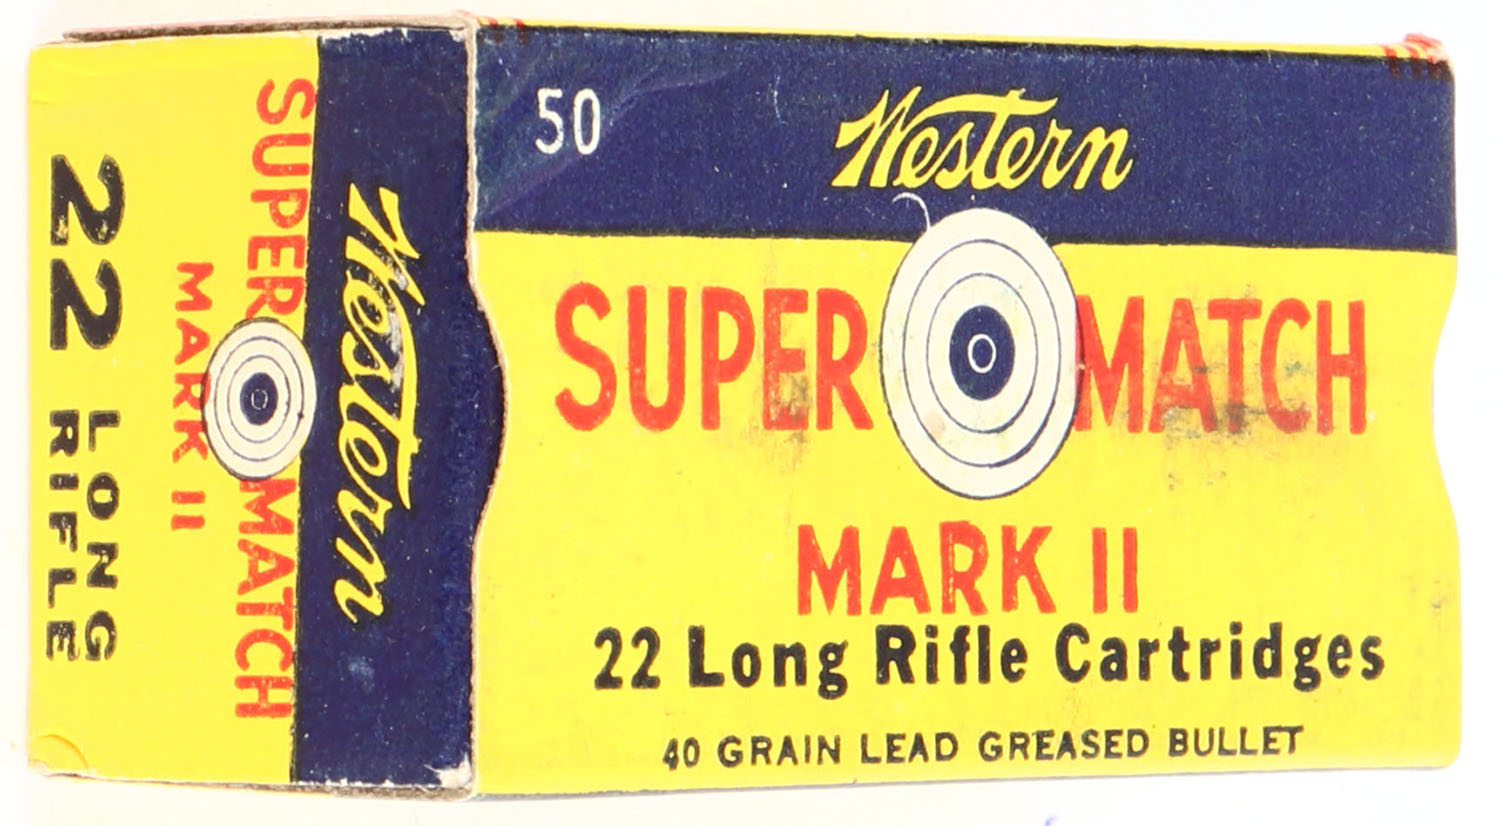 50
Western
SUPER MATCH
MARK II
22 Long Rifle Cartridges
40 GRAIN LEAD GREASED BULLET
Western
SUPER MATCH
MARK II
22 LONG
RIFLE